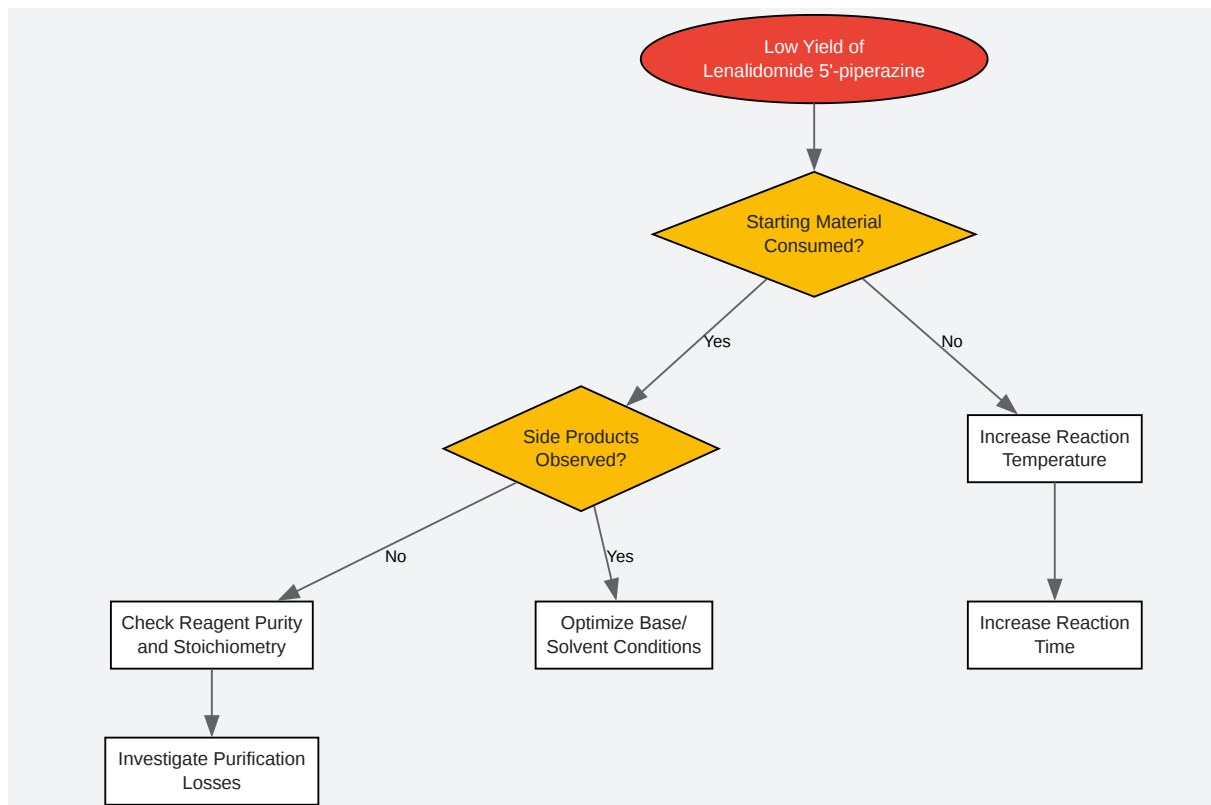 Low Yield of
Lenalidomide 5'-piperazine
Starting Material
Consumed?
Yes
No
Side Products
Observed?
Increase Reaction
Temperature
No
Yes
Check Reagent Purity
and Stoichiometry
Optimize Base/
Solvent Conditions
Increase Reaction
Time
Investigate Purification
Losses